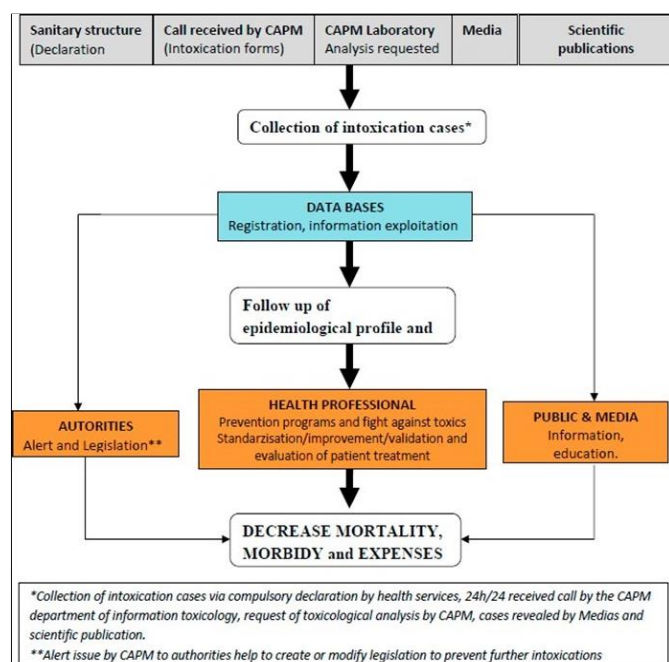 Sanitary structure
(Declaration
Call received by CAPM
(Intoxication forms)
CAPM Laboratory
Analysis requested
Media
Scientific
publications
Collection of intoxication cases*
DATA BASES
Registration, information exploitation
Follow up of
epidemiological profile and
AUTORITIES
Alert and Legislation**
HEALTH PROFESSIONAL
Prevention programs and fight against toxics
Standarzisation/improvement/validation and
evaluation of patient treatment
PUBLIC & MEDIA
Information,
education.
DECREASE MORTALITY,
MORBIDY and EXPENSES
*Collection of intoxication cases via compulsory declaration by health services, 24h/24 received call by the CAPM
department of information toxicology, request of toxicological analysis by CAPM, cases revealed by Medias and
scientific publication.
**Alert issue by CAPM to authorities help to create or modify legislation to prevent further intoxications